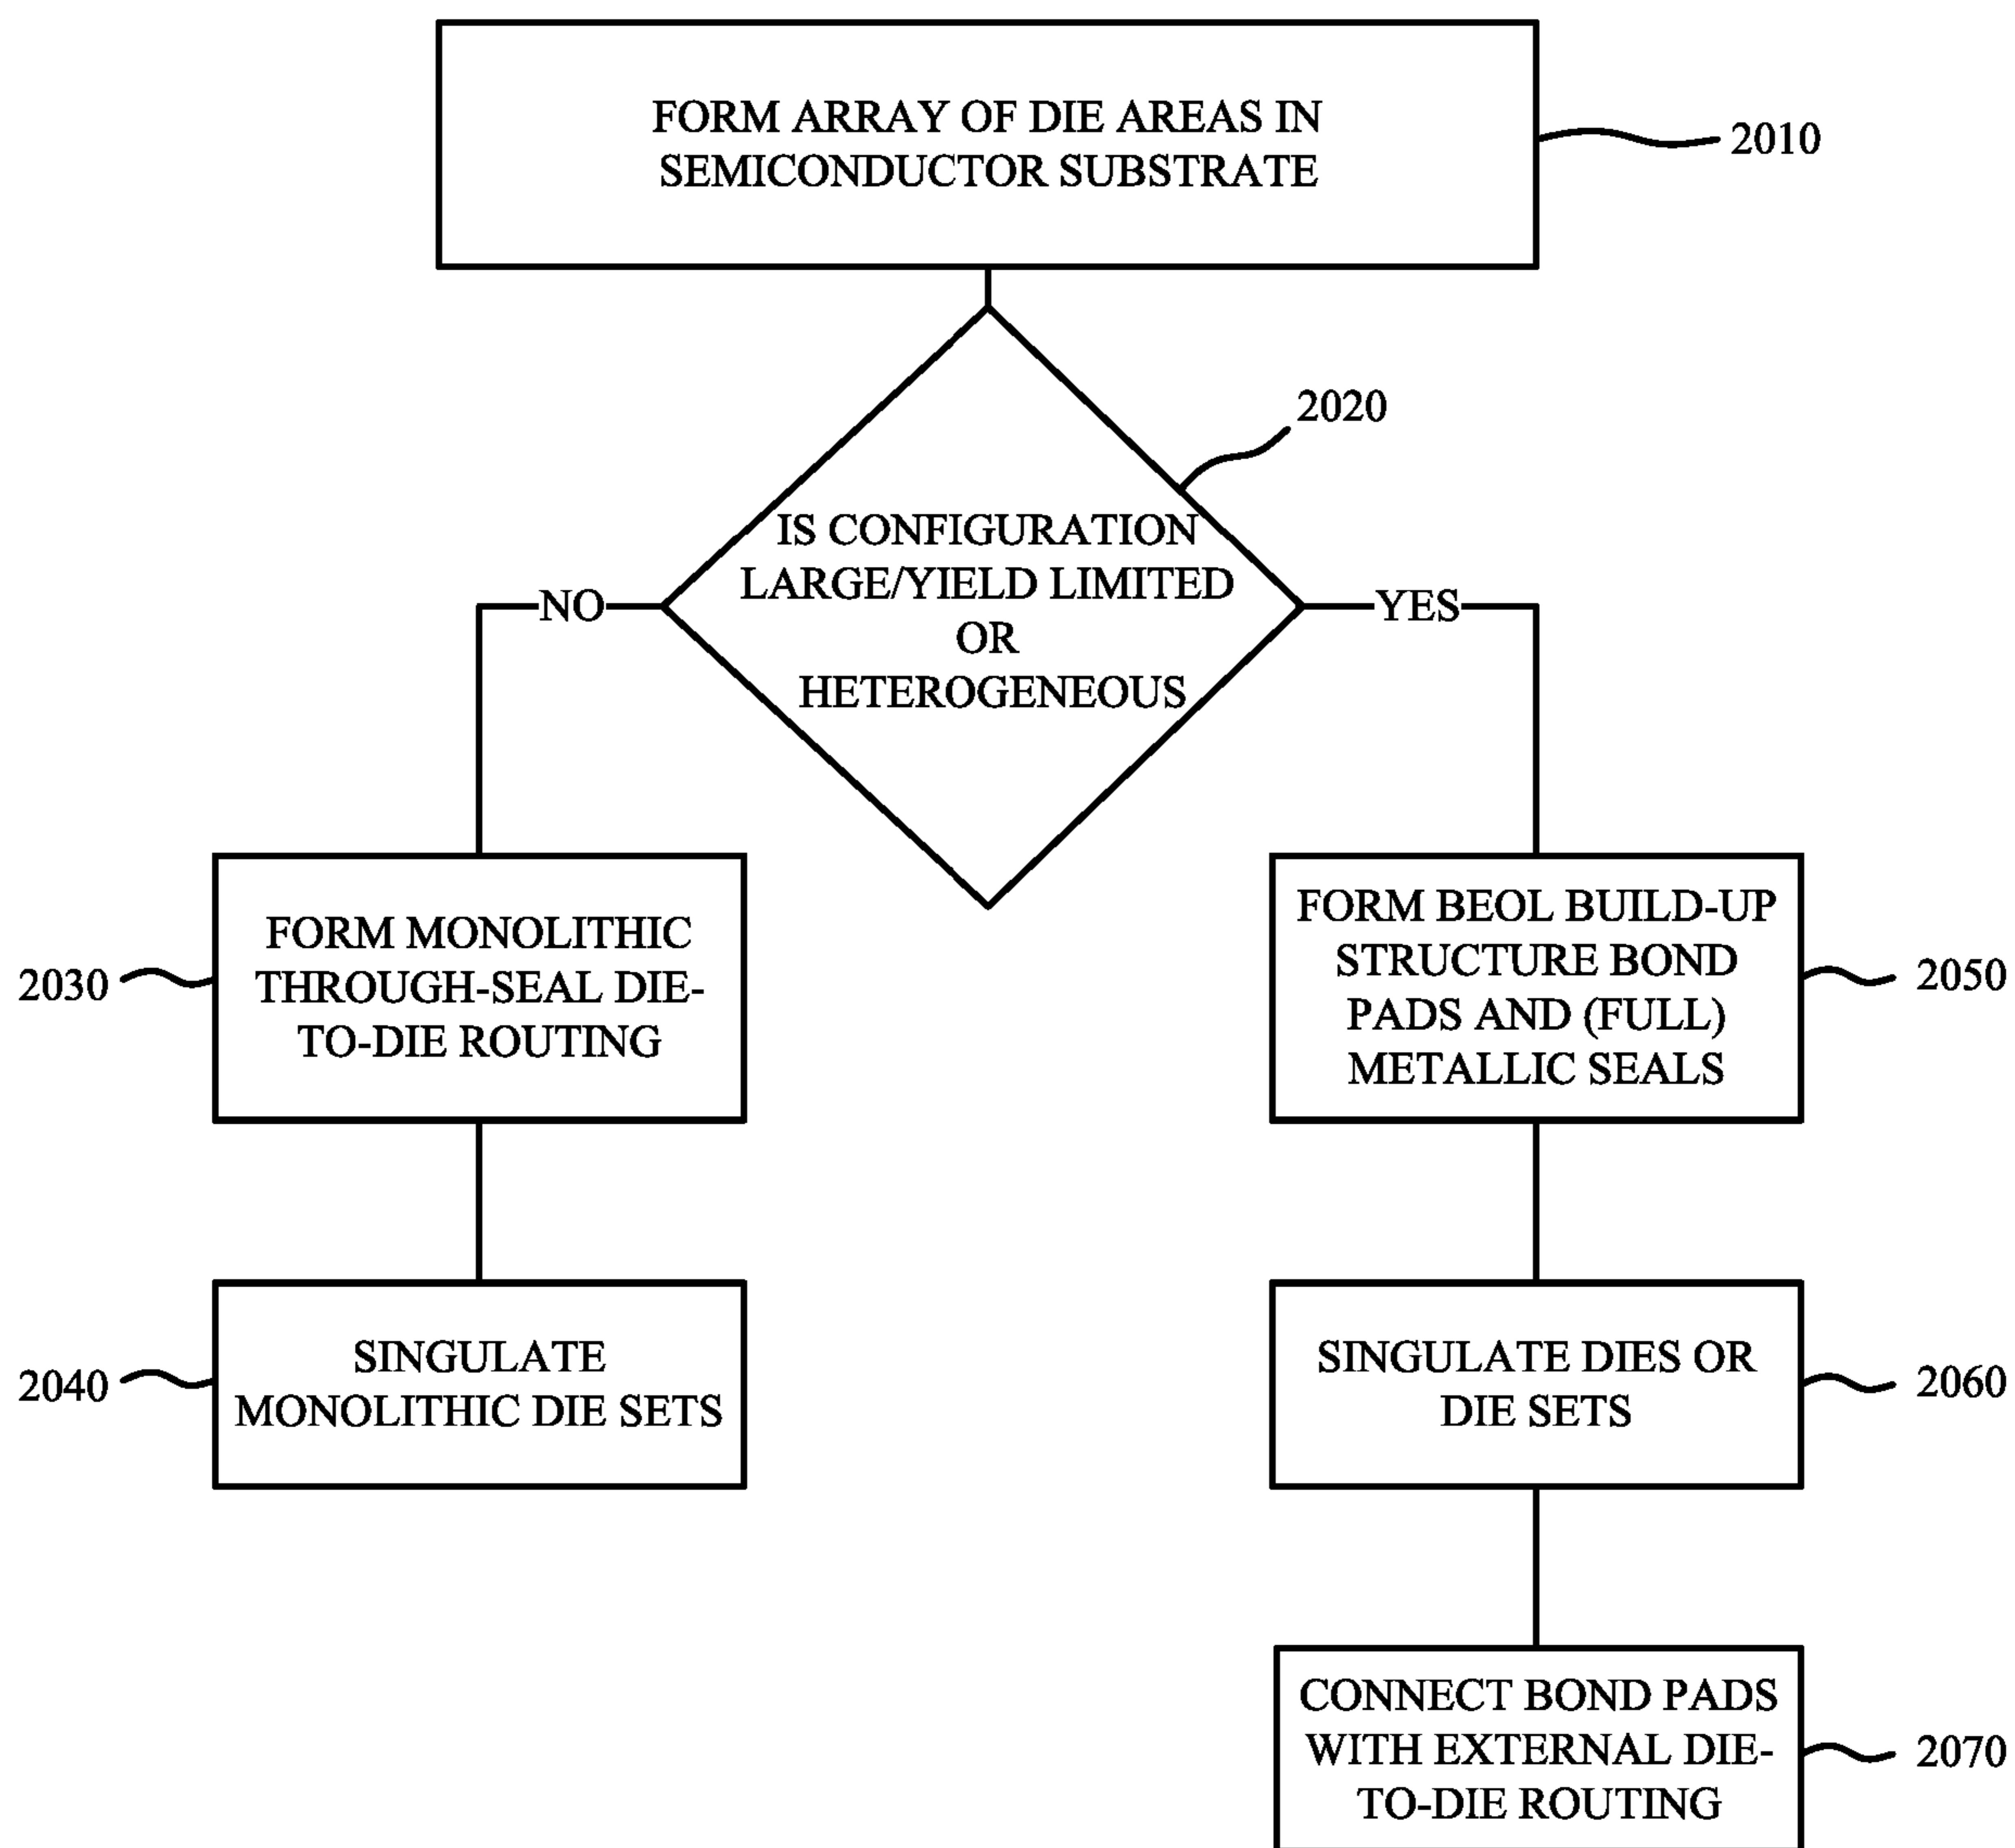 FORM ARRAY OF DIE AREAS IN
SEMICONDUCTOR SUBSTRATE
2010
2020
IS CONFIGURATION
LARGE/YIELD LIMITED
OR
HETEROGENEOUS
NO
YES
FORM MONOLITHIC
THROUGH-SEAL DIE-
TO-DIE ROUTING
2030
FORM BEOL BUILD-UP
STRUCTURE BOND
PADS AND (FULL)
METALLIC SEALS
2050
SINGULATE
MONOLITHIC DIE SETS
2040
SINGULATE DIES OR
DIE SETS
2060
CONNECT BOND PADS
WITH EXTERNAL DIE-
TO-DIE ROUTING
2070